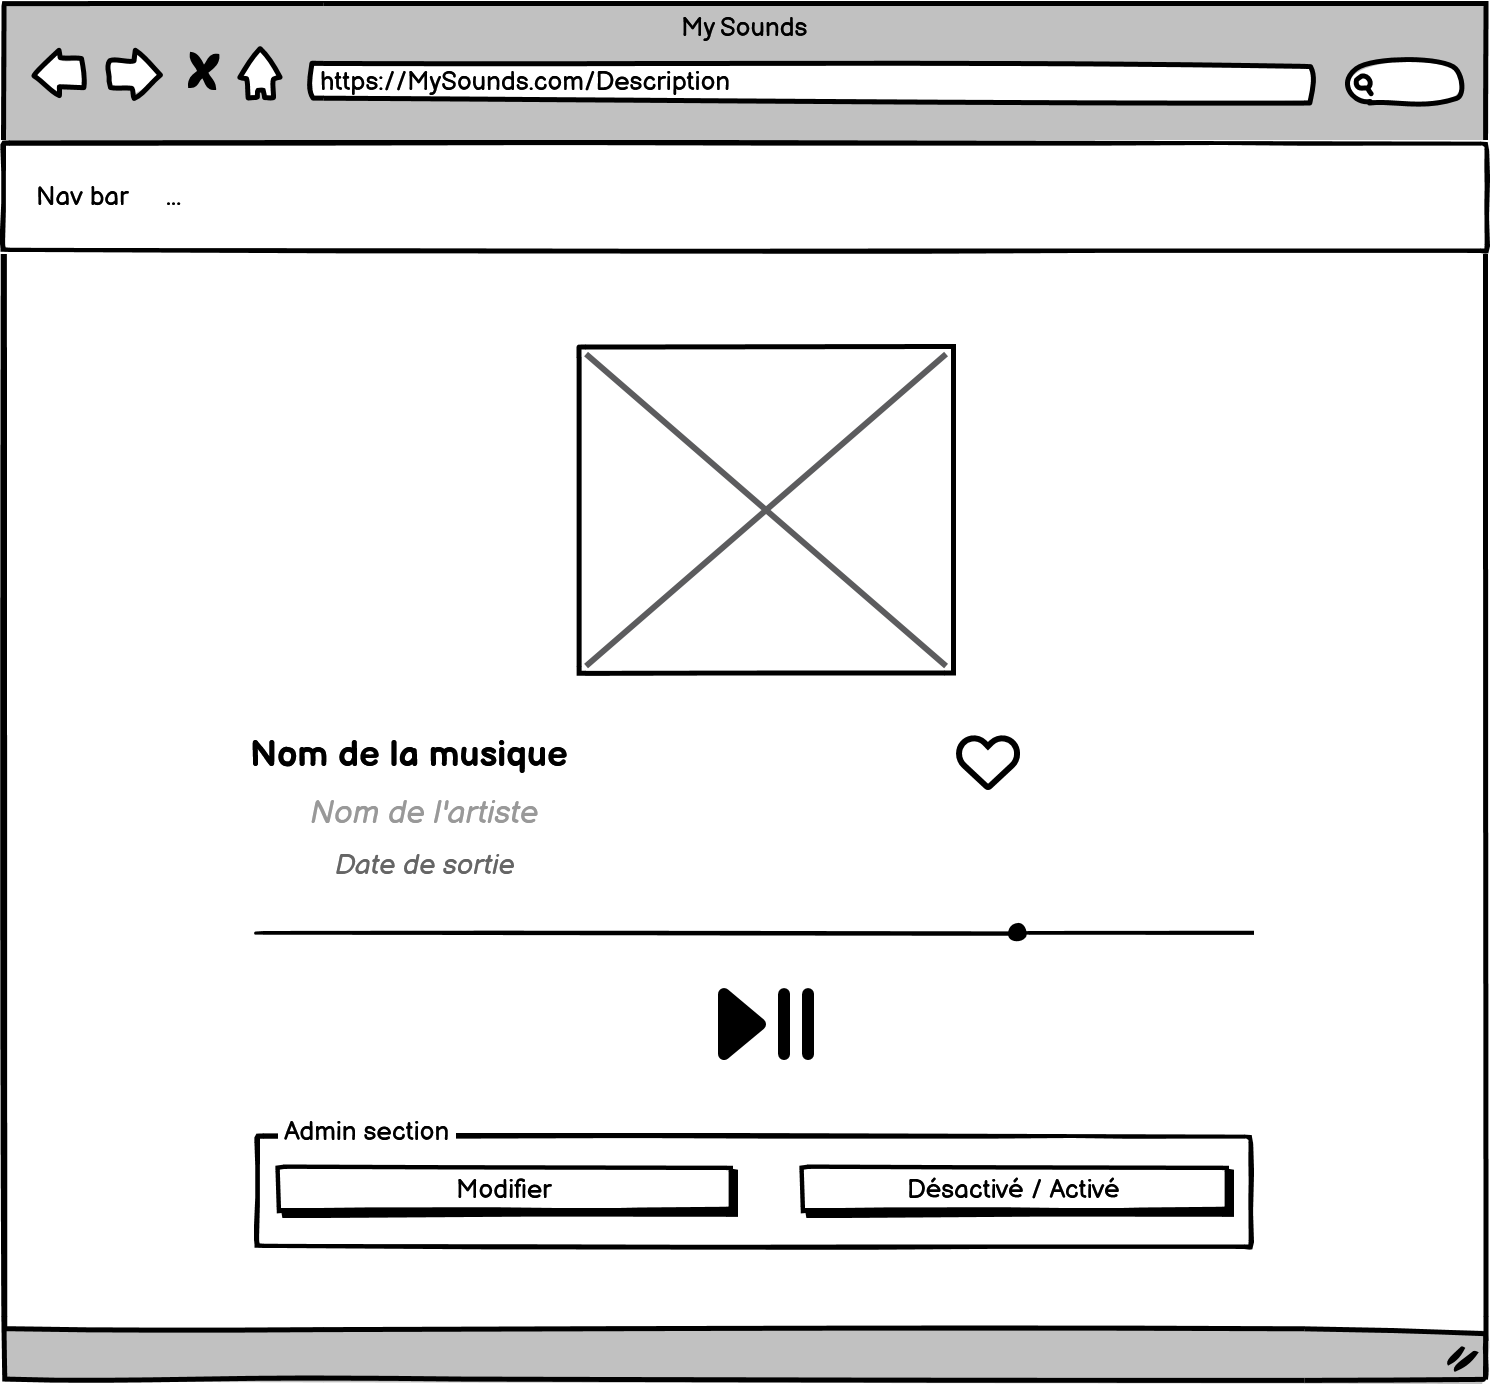 My Sounds
https://MySounds.com/Description
Nav bar ...
Nom de la musique
Nom de l'artiste
Date de sortie
Admin section
Modifier
Désactivé / Activé